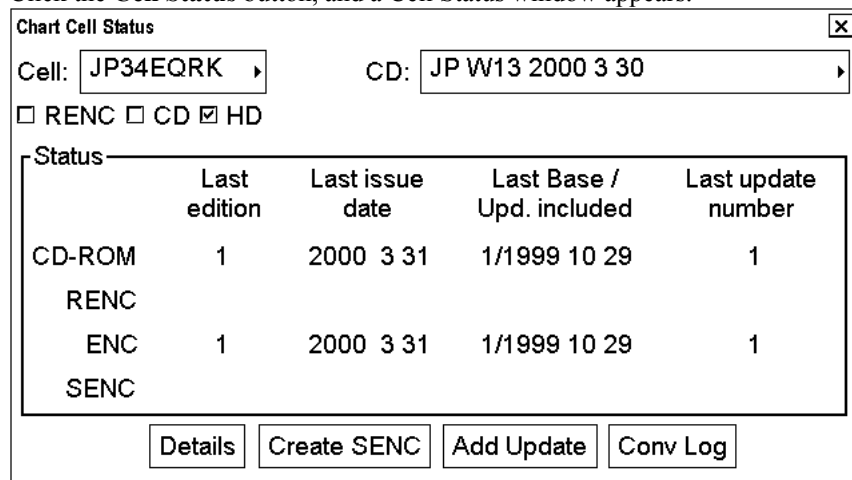 Click the Cell Status button, and a Cell Status window appears.
Chart Cell Status
Cell: JP34EQRK CD: JP W13 2000 3 30
RENC CD HD
Status
Last edition Last issue date Last Base / Upd. included Last update number
CD-ROM 1 2000 3 31 1/1999 10 29 1
RENC
ENC 1 2000 3 31 1/1999 10 29 1
SENC
Details Create SENC Add Update Conv Log